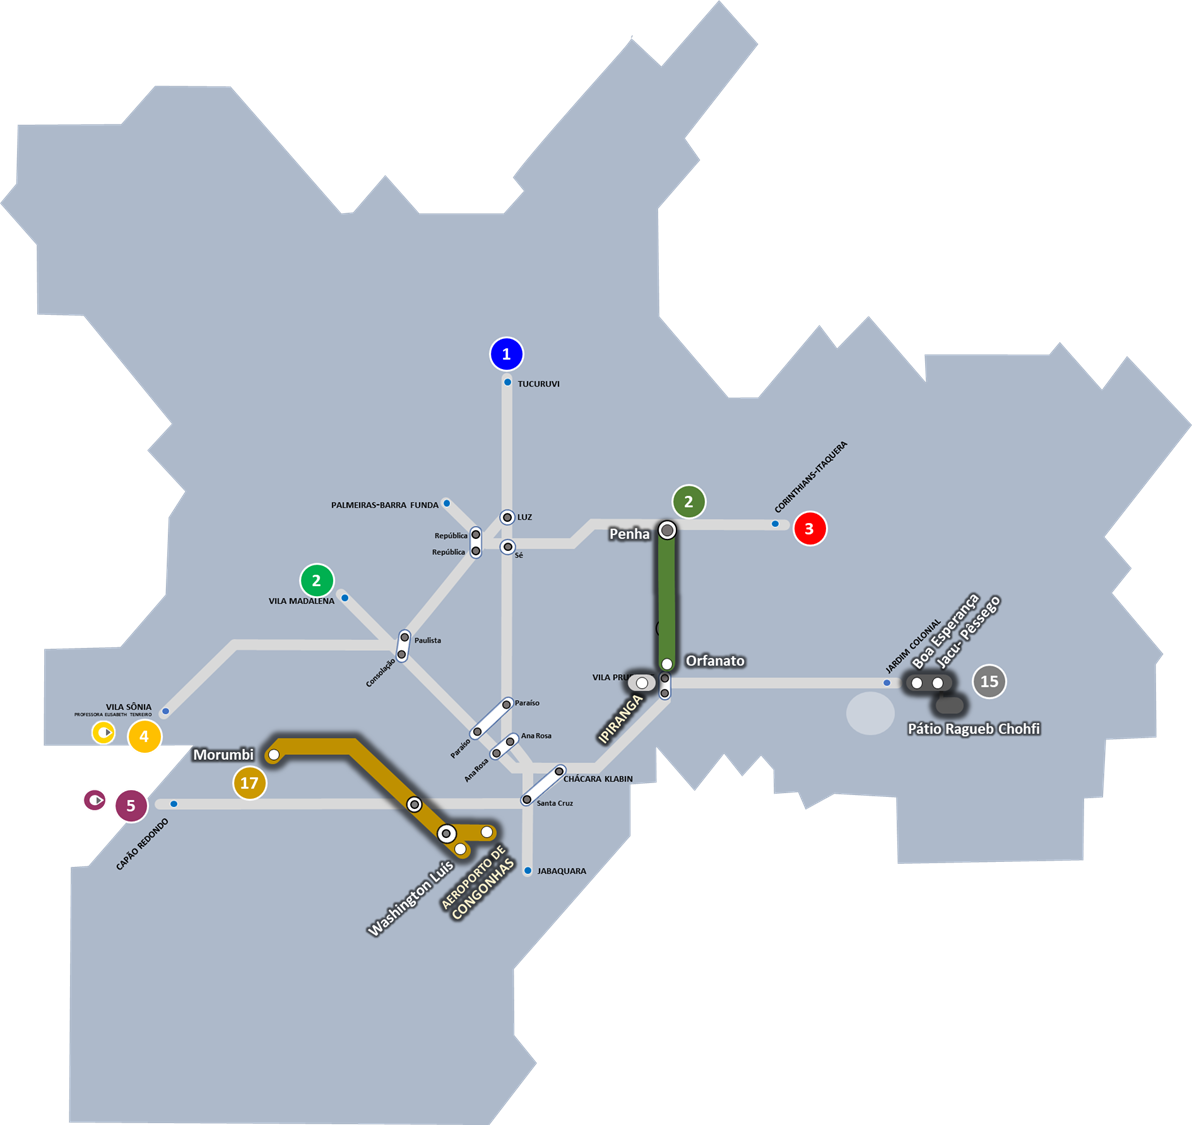 1
TUCURUVI
CORINTHIANS-ITAQUERA
PALMEIRAS-BARRA FUNDA
2
LUZ
3
República
Penha
República
Sé
2
VILA MADALENA
Paulista
Consolação
Orfanato
JARDIM COLONIAL
Boa Esperança
Jacu- Pêssego
VILA PRU
15
IPIRANGA
Pátio Ragueb Chohfi
VILA SÔNIA
PROFESSORA ELISABETH TENREIRO
4
Paraíso
Paraíso
Ana Rosa
Ana Rosa
Morumbi
17
CHÁCARA KLABIN
5
Santa Cruz
CAPÃO REDONDO
JABAQUARA
Washington Luís
AEROPORTO DE
CONGONHAS